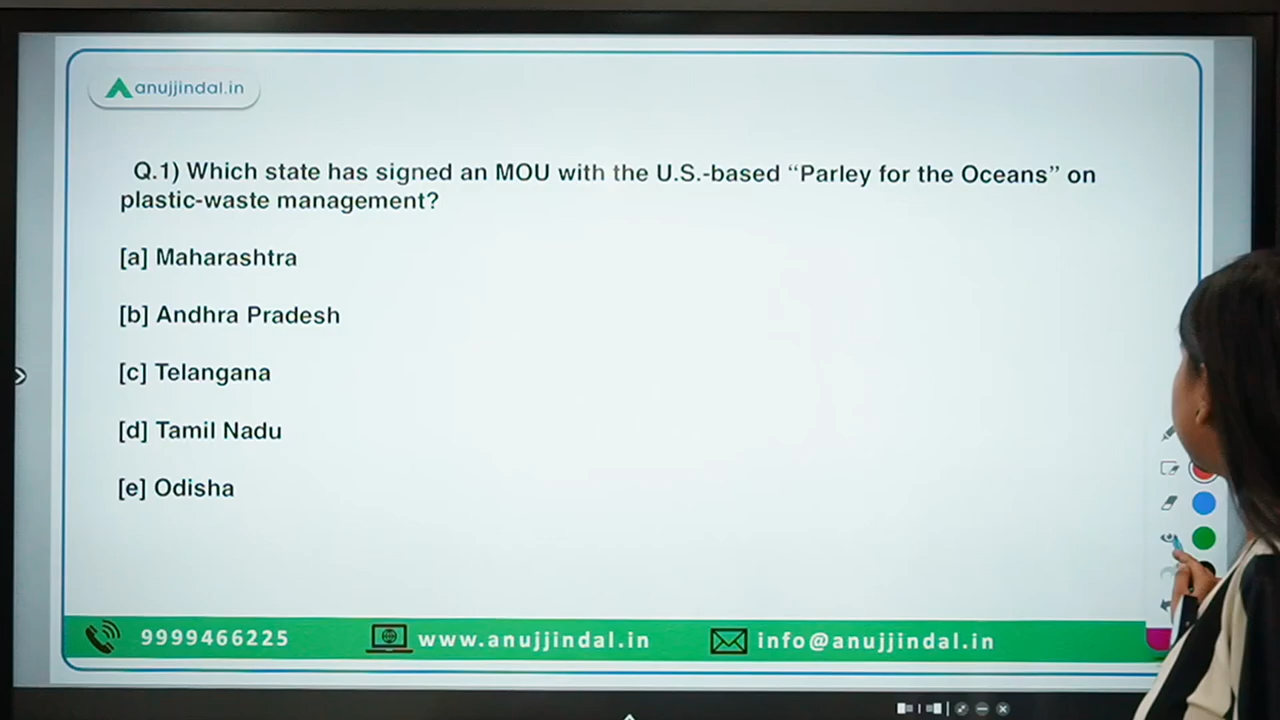 anujjindal.in
Q.1) Which state has signed an MOU with the U.S.-based “Parley for the Oceans” on
plastic-waste management?
[a] Maharashtra
[b] Andhra Pradesh
[c] Telangana
[d] Tamil Nadu
[e] Odisha
9999466225 www.anujjindal.in info@anujjindal.in